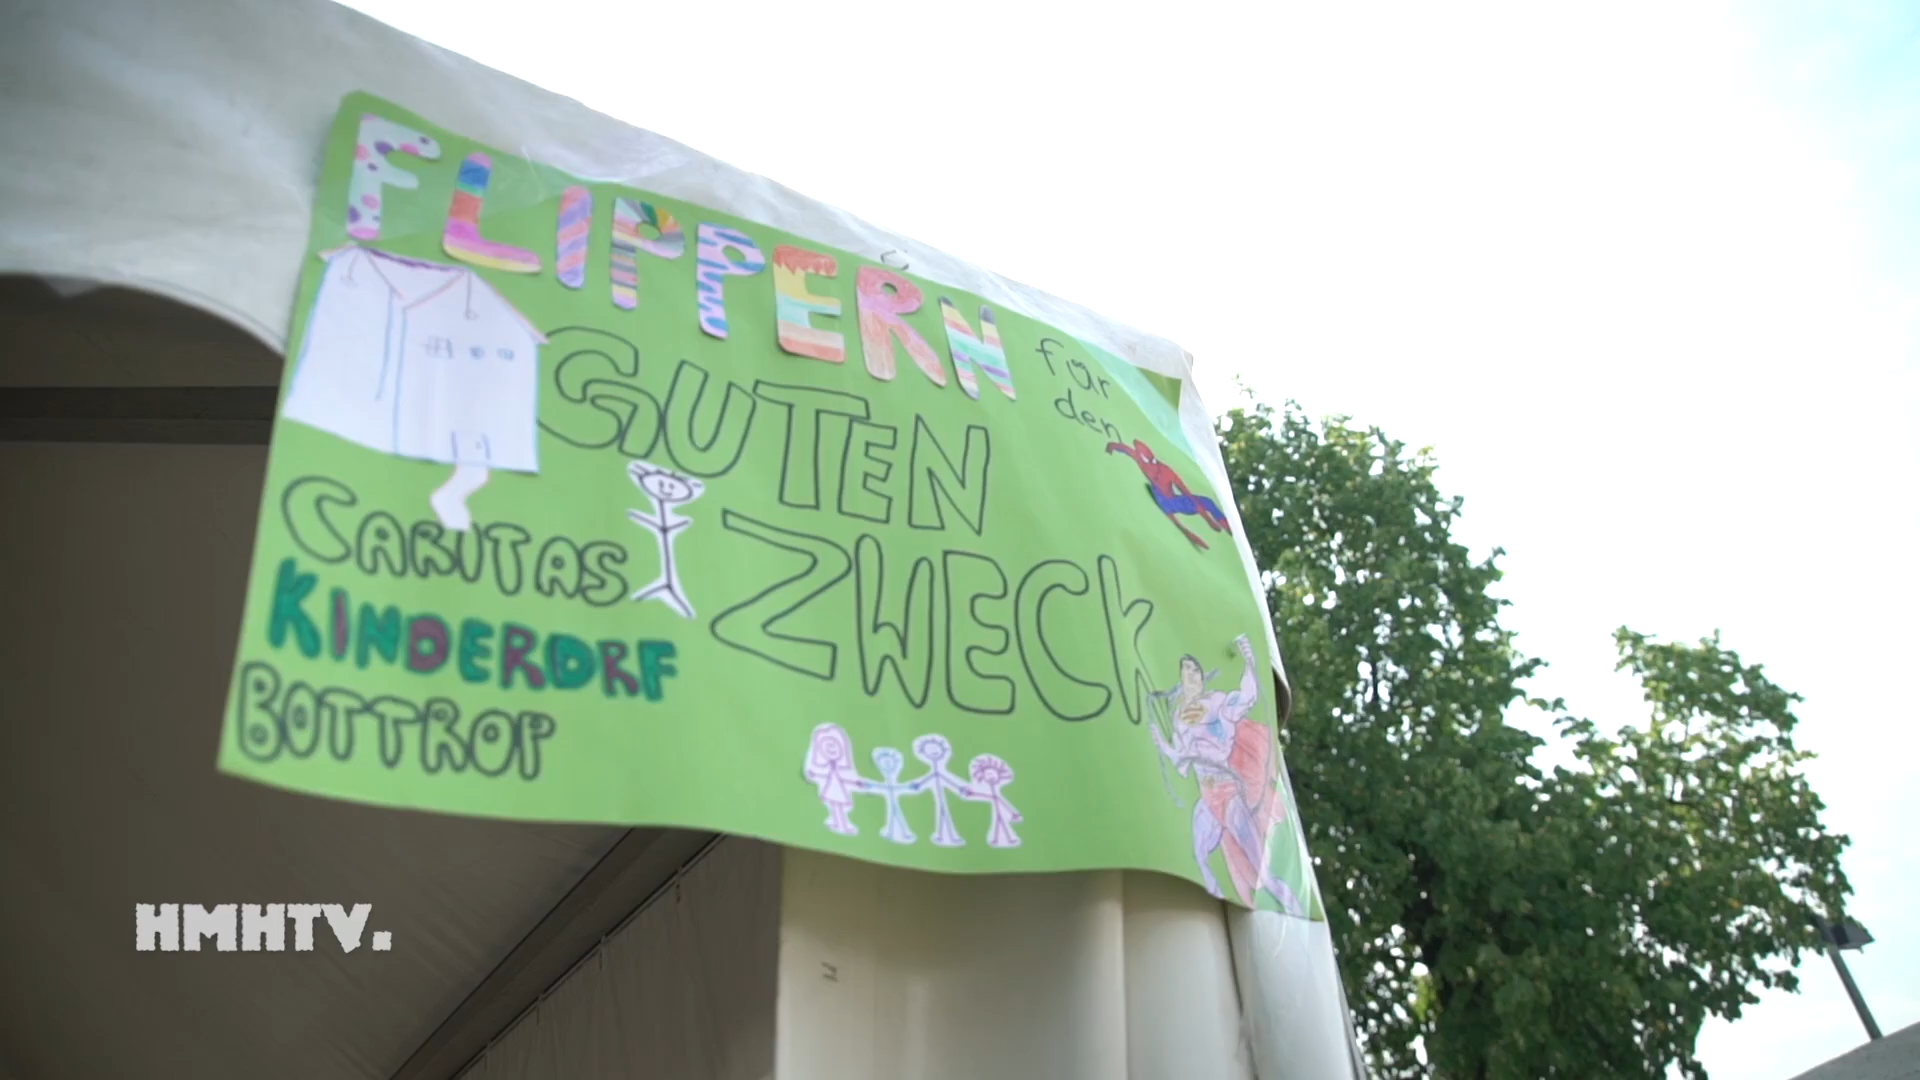 FLIPPERN
für
den
GUTEN
ZWECK
CARITAS
KINDERDRF
BOTTROP
HMHTV.